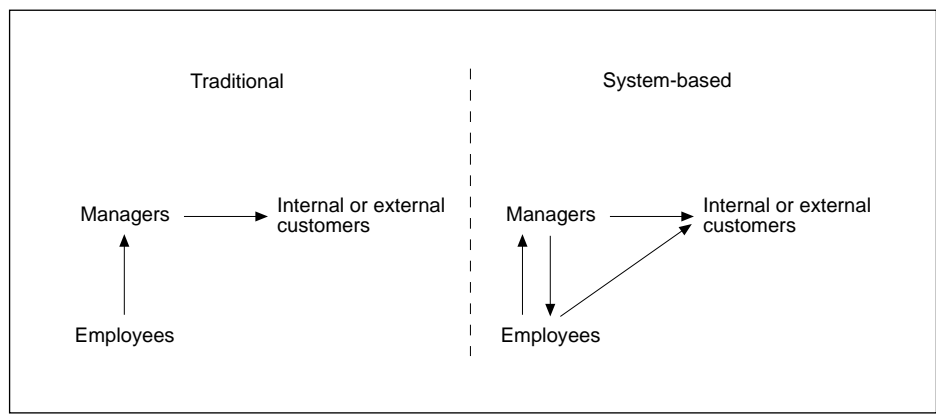 Traditional
System-based
Managers
Internal or external
customers
Employees
Managers
Internal or external
customers
Employees